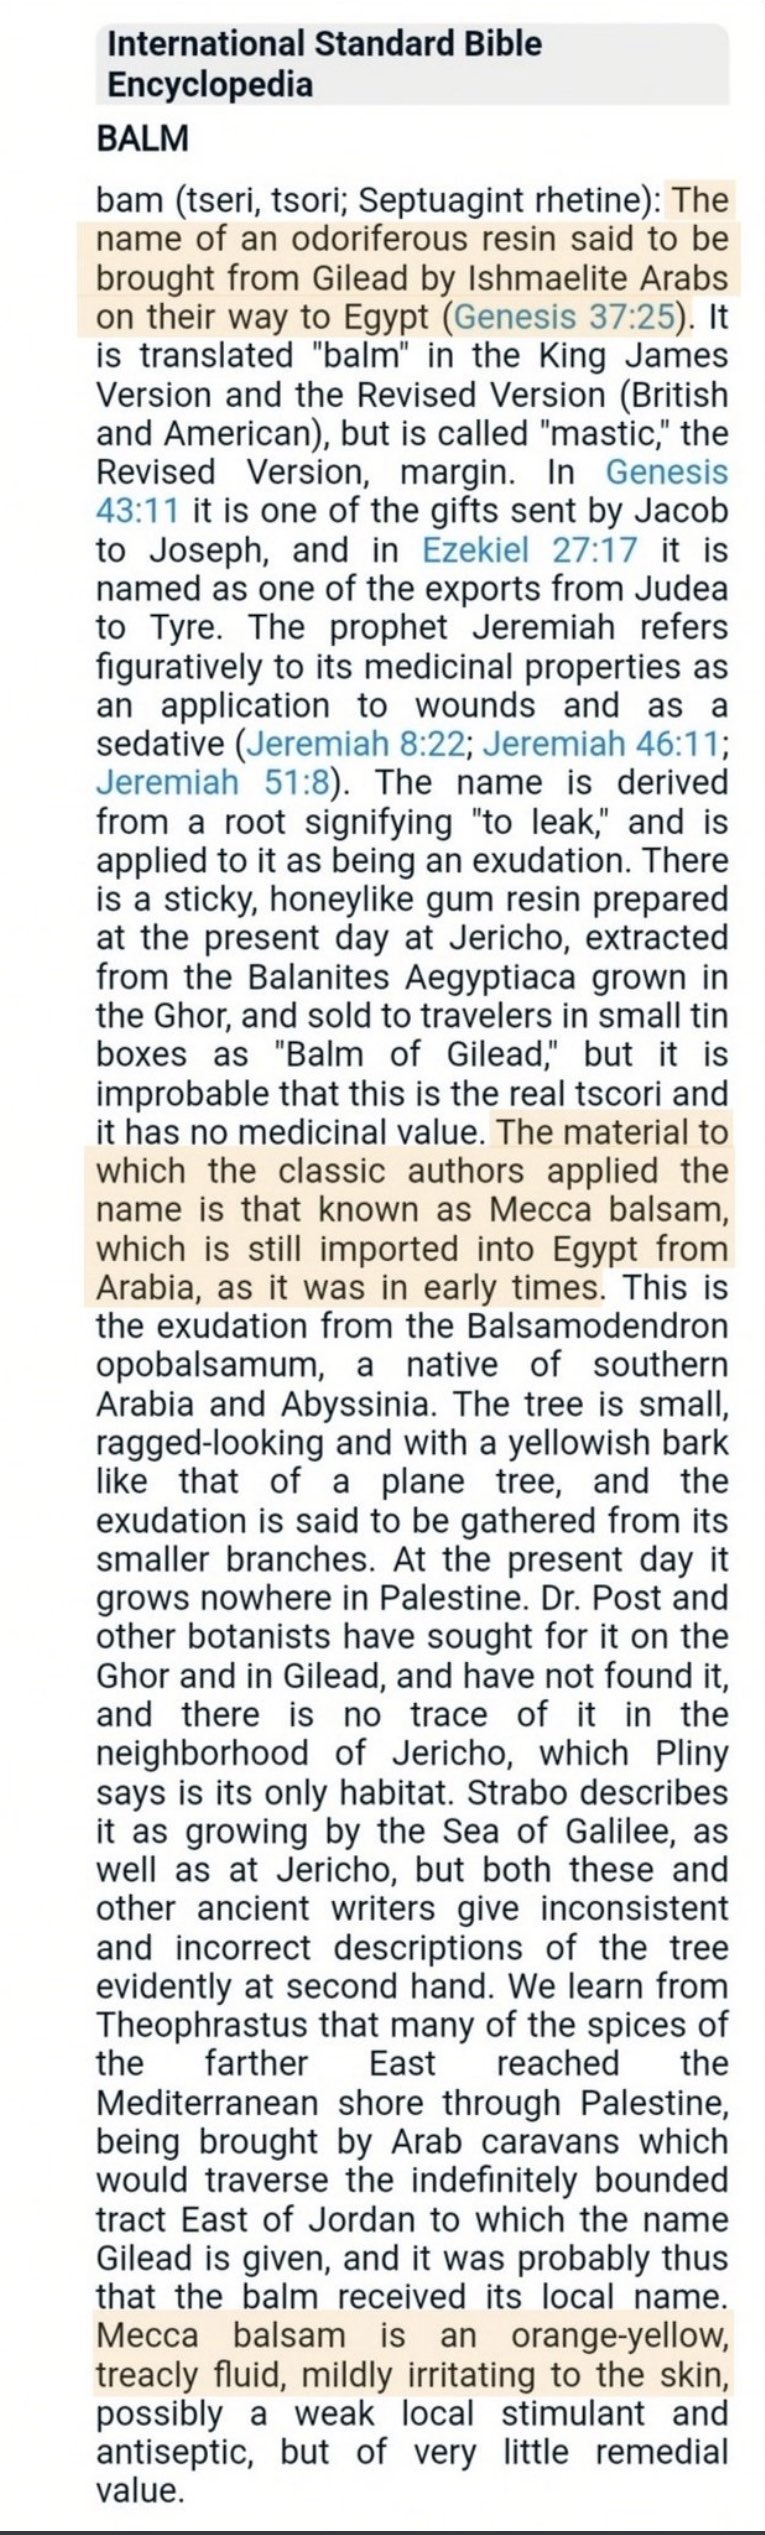 International Standard Bible
Encyclopedia
BALM
bam (tseri, tsori; Septuagint rhetine): The
name of an odoriferous resin said to be
brought from Gilead by Ishmaelite Arabs
on their way to Egypt (Genesis 37:25). It
is translated "balm" in the King James
Version and the Revised Version (British
and American), but is called "mastic," the
Revised Version, margin. In Genesis
43:11 it is one of the gifts sent by Jacob
to Joseph, and in Ezekiel 27:17 it is
named as one of the exports from Judea
to Tyre. The prophet Jeremiah refers
figuratively to its medicinal properties as
an application to wounds and as a
sedative (Jeremiah 8:22; Jeremiah 46:11;
Jeremiah 51:8). The name is derived
from a root signifying "to leak," and is
applied to it as being an exudation. There
is a sticky, honeylike gum resin prepared
at the present day at Jericho, extracted
from the Balanites Aegyptiaca grown in
the Ghor, and sold to travelers in small tin
boxes as "Balm of Gilead," but it is
improbable that this is the real tscori and
it has no medicinal value. The material to
which the classic authors applied the
name is that known as Mecca balsam,
which is still imported into Egypt from
Arabia, as it was in early times. This is
the exudation from the Balsamodendron
opobalsamum, a native of southern
Arabia and Abyssinia. The tree is small,
ragged-looking and with a yellowish bark
like that of a plane tree, and the
exudation is said to be gathered from its
smaller branches. At the present day it
grows nowhere in Palestine. Dr. Post and
other botanists have sought for it on the
Ghor and in Gilead, and have not found it,
and there is no trace of it in the
neighborhood of Jericho, which Pliny
says is its only habitat. Strabo describes
it as growing by the Sea of Galilee, as
well as at Jericho, but both these and
other ancient writers give inconsistent
and incorrect descriptions of the tree
evidently at second hand. We learn from
Theophrastus that many of the spices of
the farther East reached the
Mediterranean shore through Palestine,
being brought by Arab caravans which
would traverse the indefinitely bounded
tract East of Jordan to which the name
Gilead is given, and it was probably thus
that the balm received its local name.
Mecca balsam is an orange-yellow,
treacly fluid, mildly irritating to the skin,
possibly a weak local stimulant and
antiseptic, but of very little remedial
value.